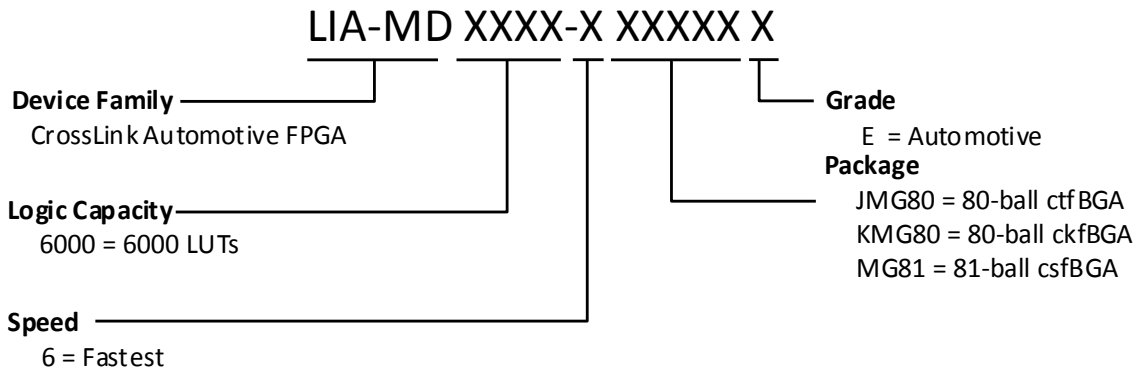 LIA-MD XXXX-X XXXXX X
Device Family
CrossLink Automotive FPGA
Logic Capacity
6000 = 6000 LUTs
Speed
6 = Fastest
Grade
E = Automotive
Package
JMG80 = 80-ball ctfBGA
KMG80 = 80-ball ckfBGA
MG81 = 81-ball csfBGA